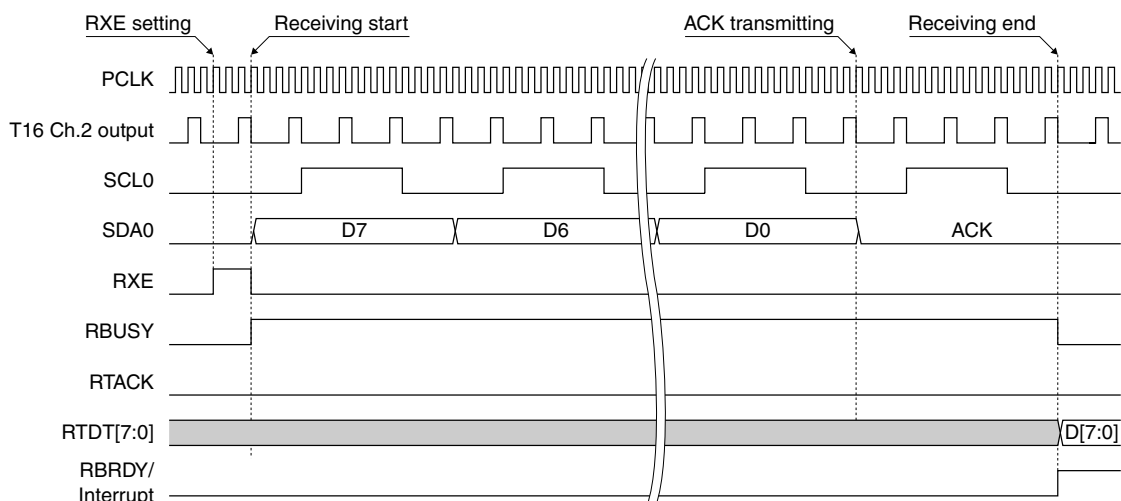 RXE setting
Receiving start
ACK transmitting
Receiving end
PCLK
T16 Ch.2 output
SCL0
SDA0
D7
D6
D0
ACK
RXE
RBUSY
RTACK
RTDT[7:0]
D[7:0]
RBRDY/
Interrupt